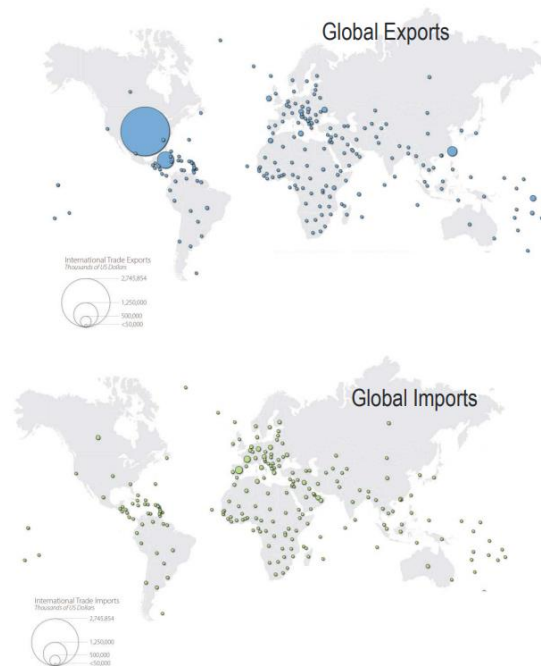 Global Exports
International Trade Exports
Thousands of US Dollars
2,745,854
1,250,000
500,000
<50,000
Global Imports
International Trade Imports
Thousands of US Dollars
2,745,854
1,250,000
500,000
<50,000